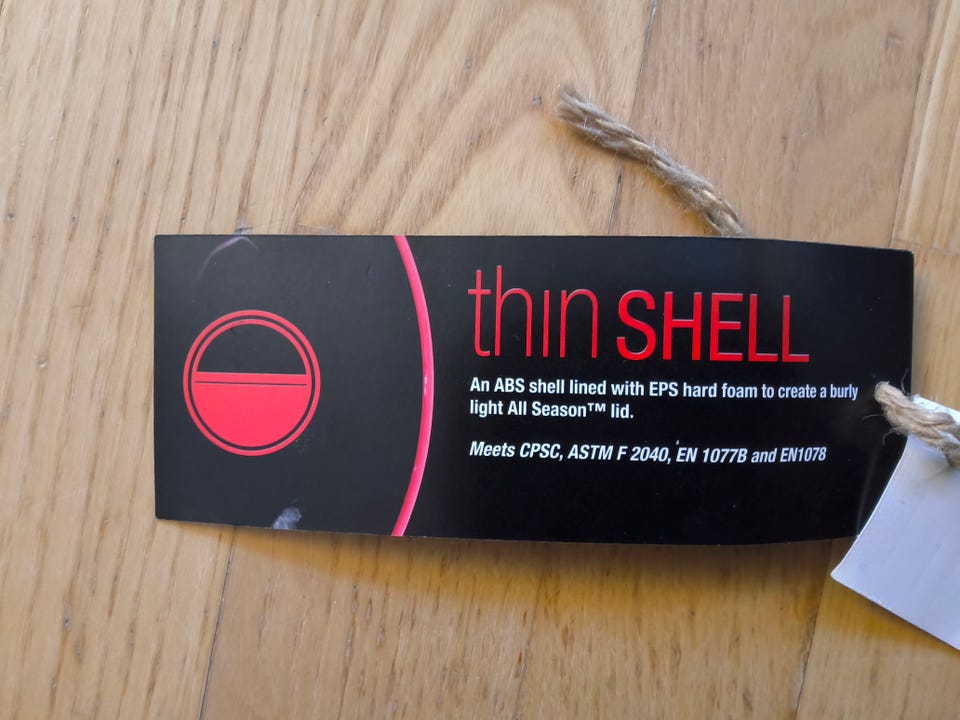 thin SHELL
An ABS shell lined with EPS hard foam to create a burly
light All Season™ lid.
Meets CPSC, ASTM F 2040, EN 1077B and EN1078